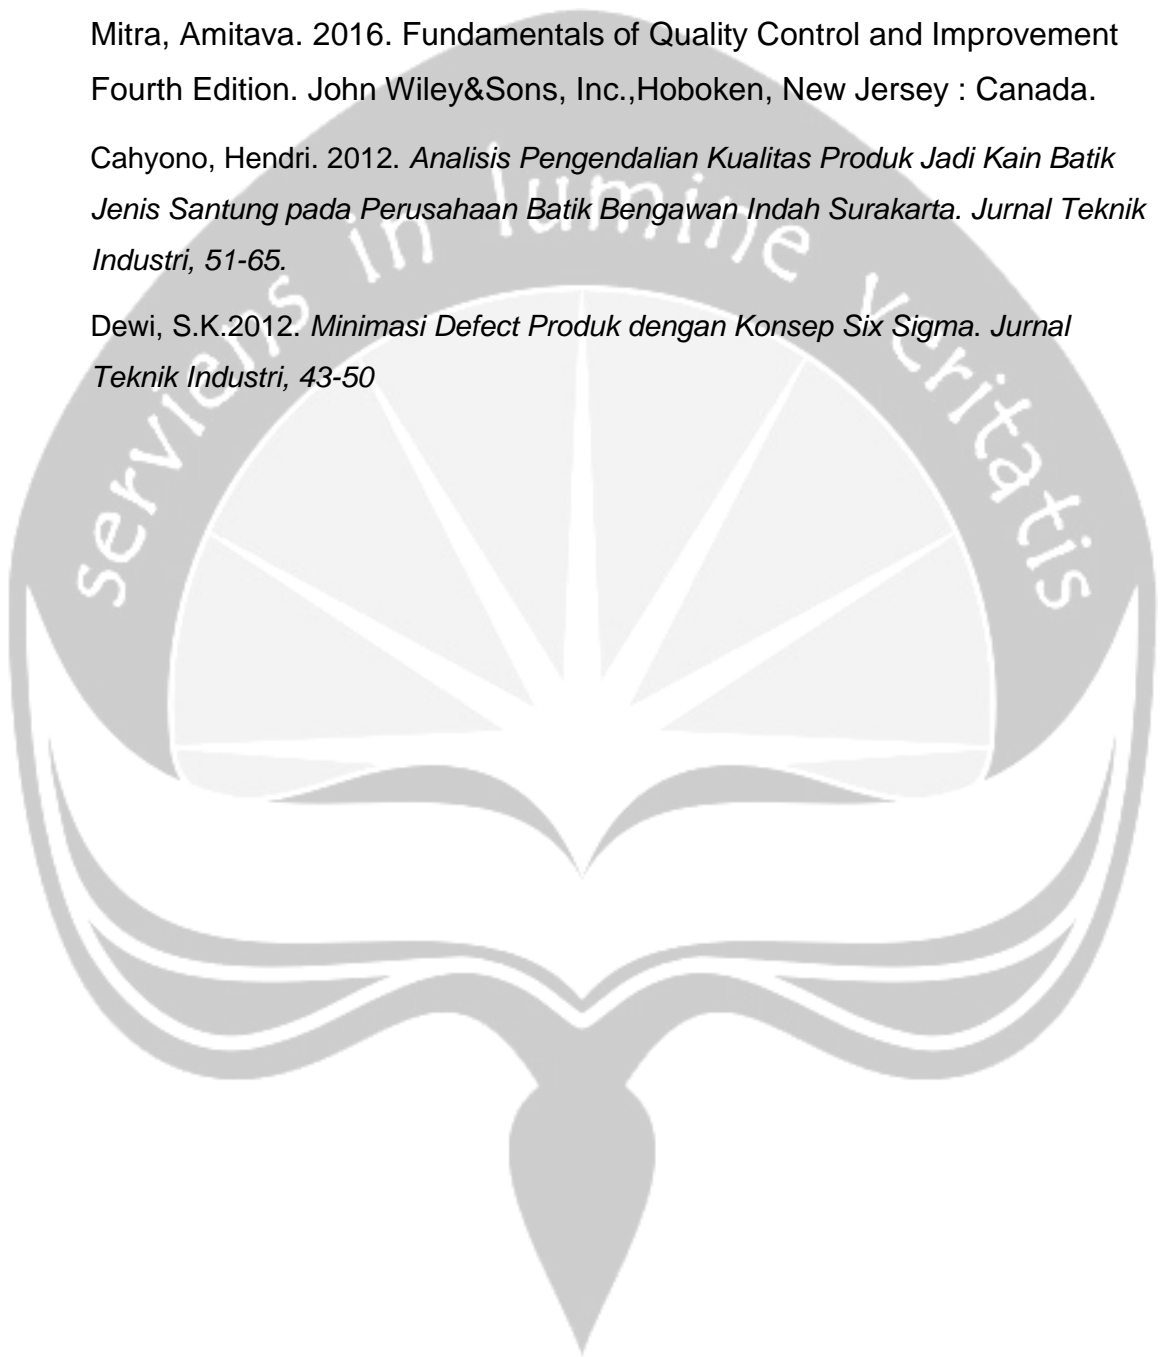 Mitra, Amitava. 2016. Fundamentals of Quality Control and Improvement
Fourth Edition. John Wiley&Sons, Inc.,Hoboken, New Jersey : Canada.
Cahyono, Hendri. 2012. Analisis Pengendalian Kualitas Produk Jadi Kain Batik
Jenis Santung pada Perusahaan Batik Bengawan Indah Surakarta. Jurnal Teknik
Industri, 51-65.
Dewi, S.K.2012. Minimasi Defect Produk dengan Konsep Six Sigma. Jurnal
Teknik Industri, 43-50
serviens in lumine veritatis